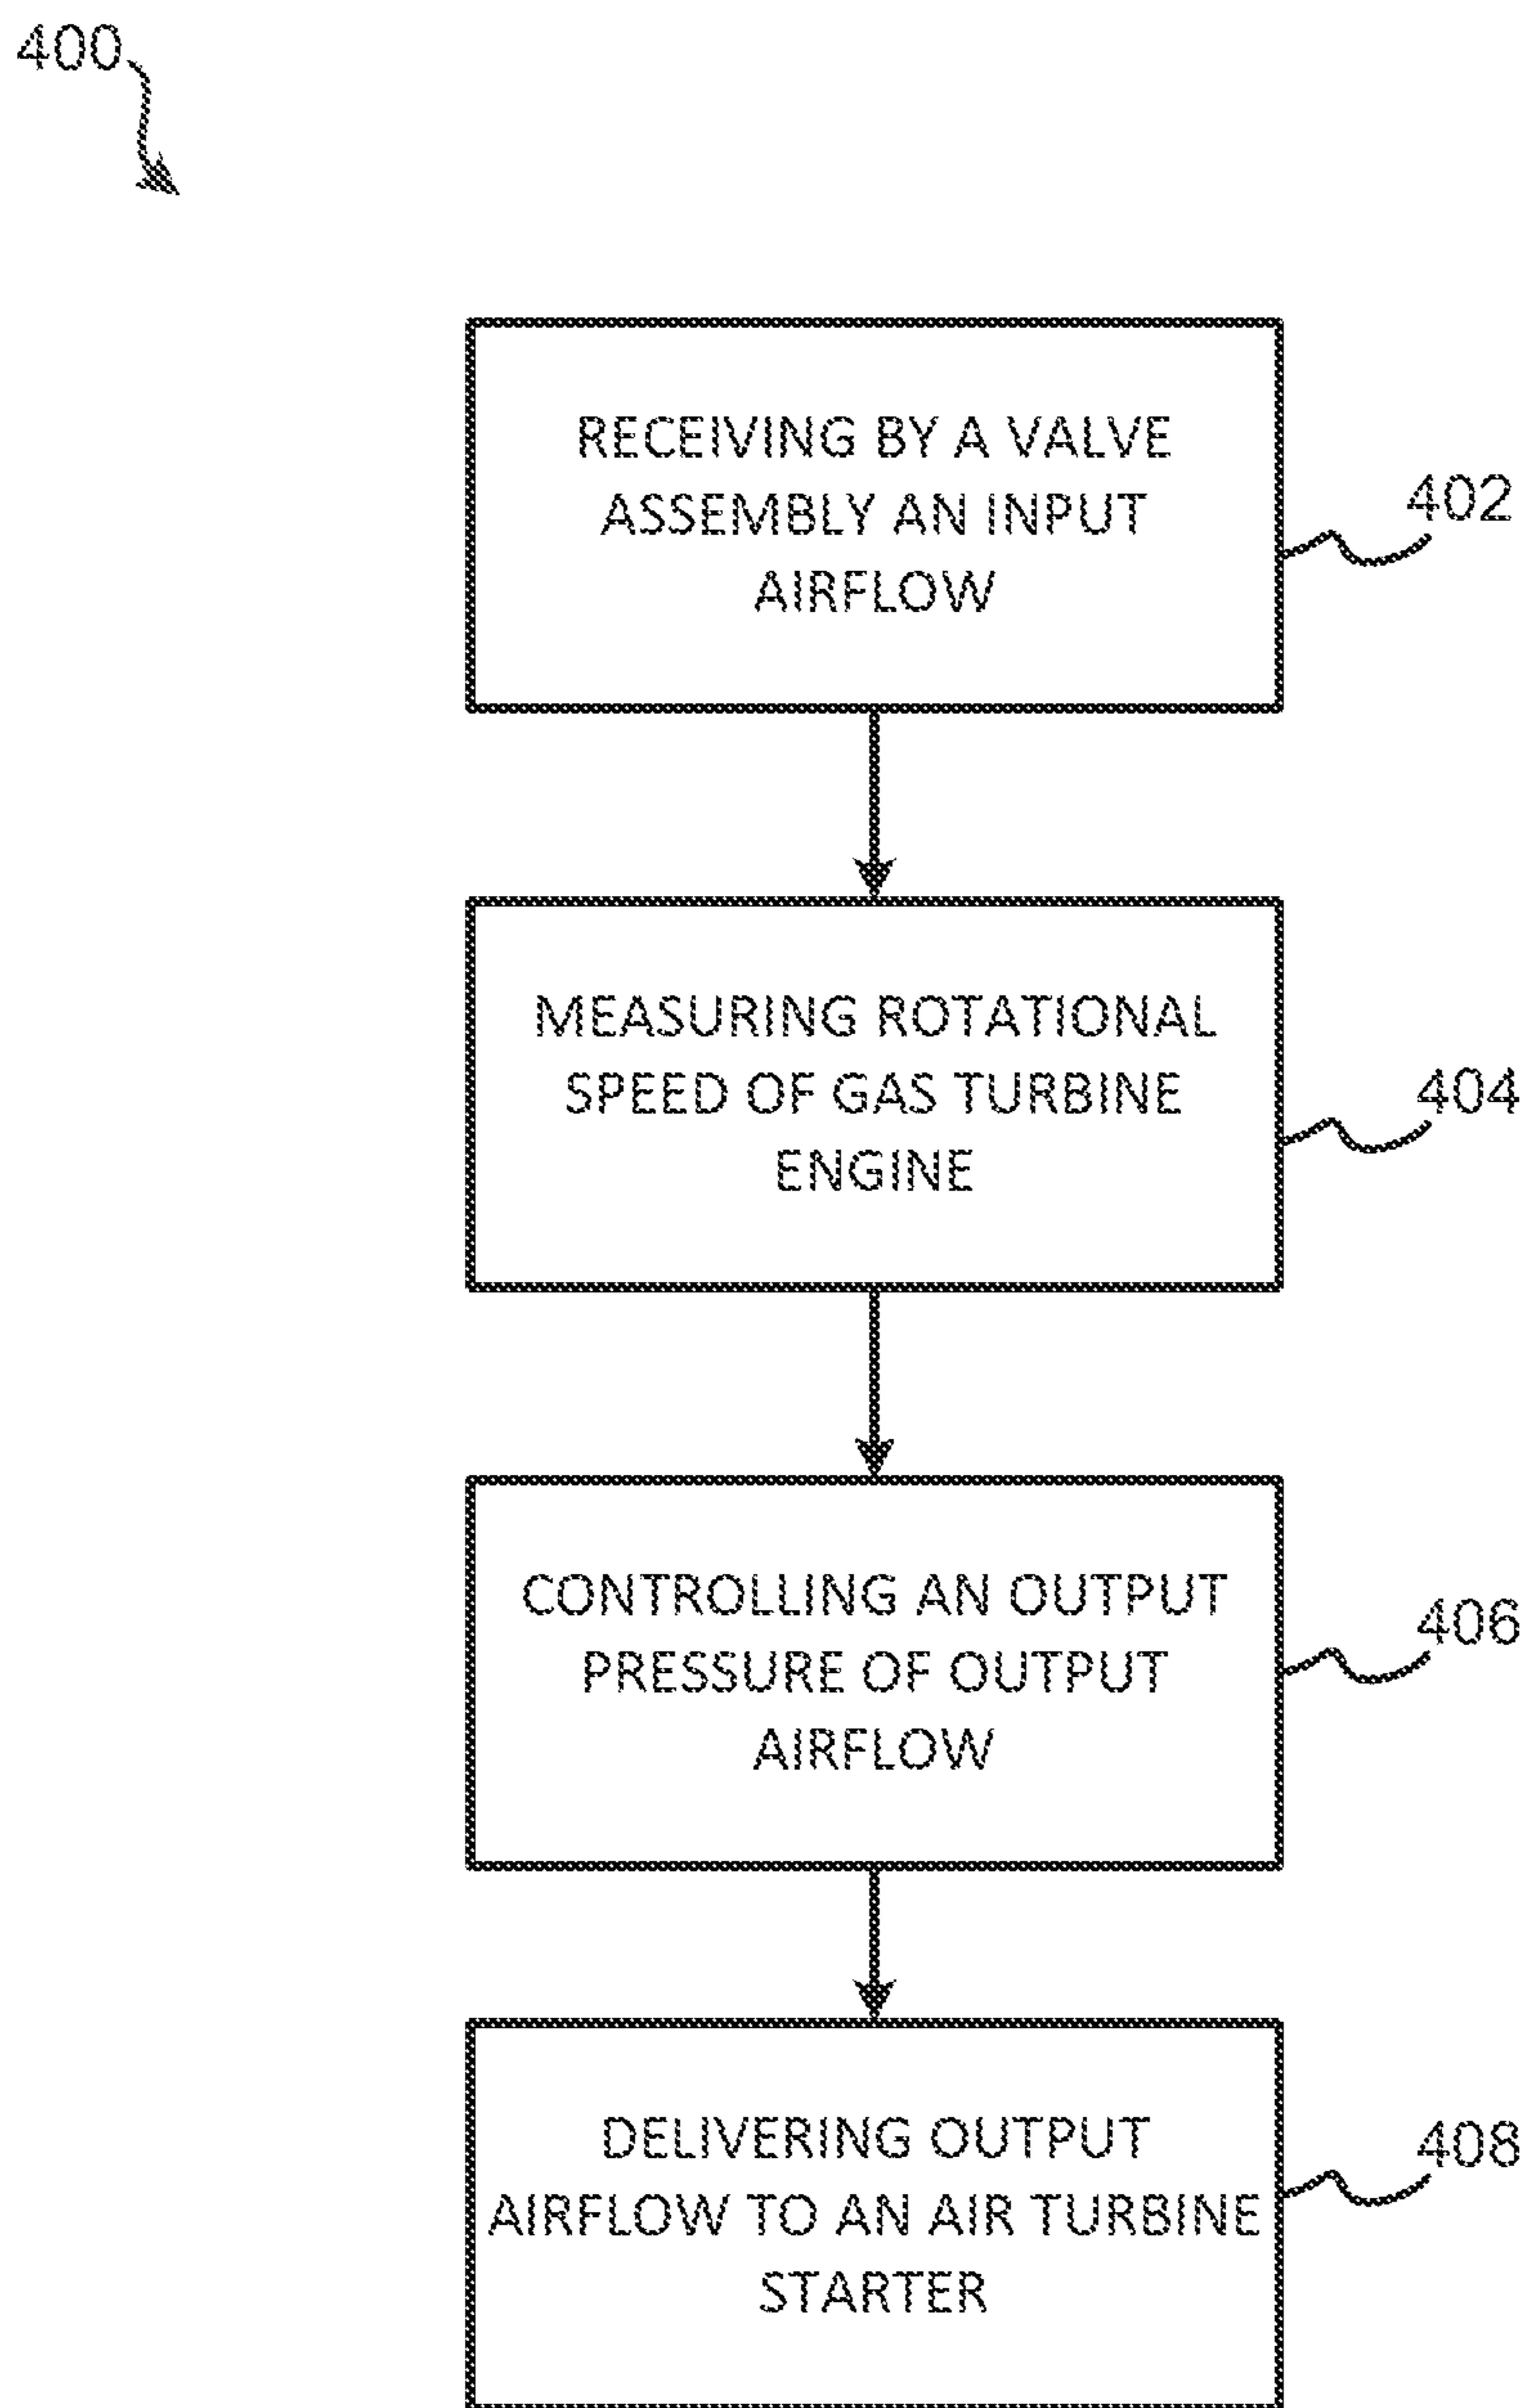 400
RECEIVING BY A VALVE
ASSEMBLY AN INPUT
AIRFLOW
402
MEASURING ROTATIONAL
SPEED OF GAS TURBINE
ENGINE
404
CONTROLLING AN OUTPUT
PRESSURE OF OUTPUT
AIRFLOW
406
DELIVERING OUTPUT
AIRFLOW TO AN AIR TURBINE
STARTER
408